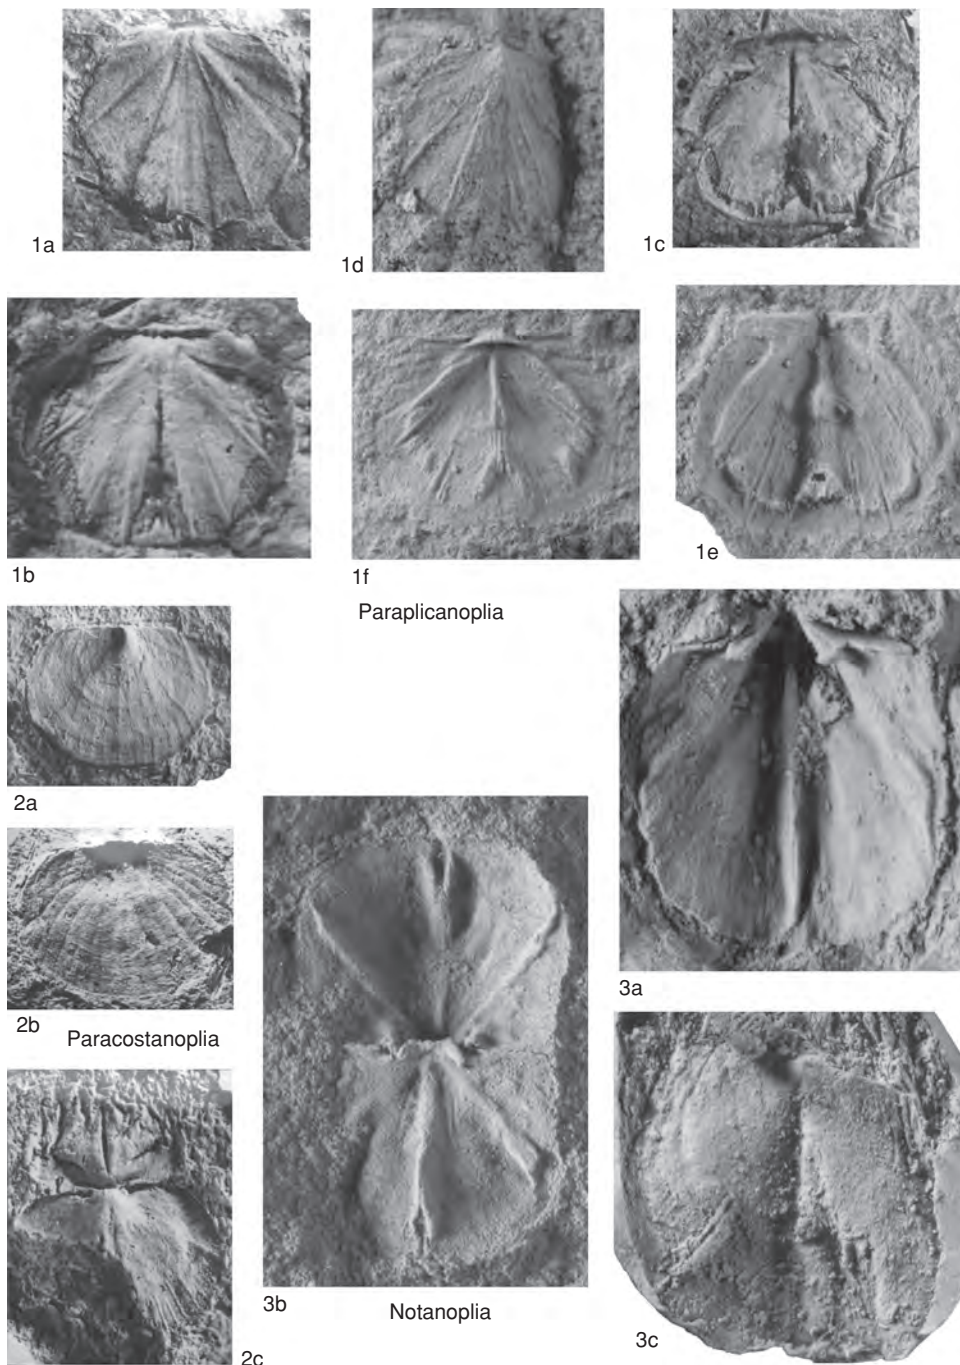 1a
1d
1c
1b
1f
1e
Paraplicanoplia
2a
3a
2b
Paracostanoplia
3b
Notanoplia
3c
2c